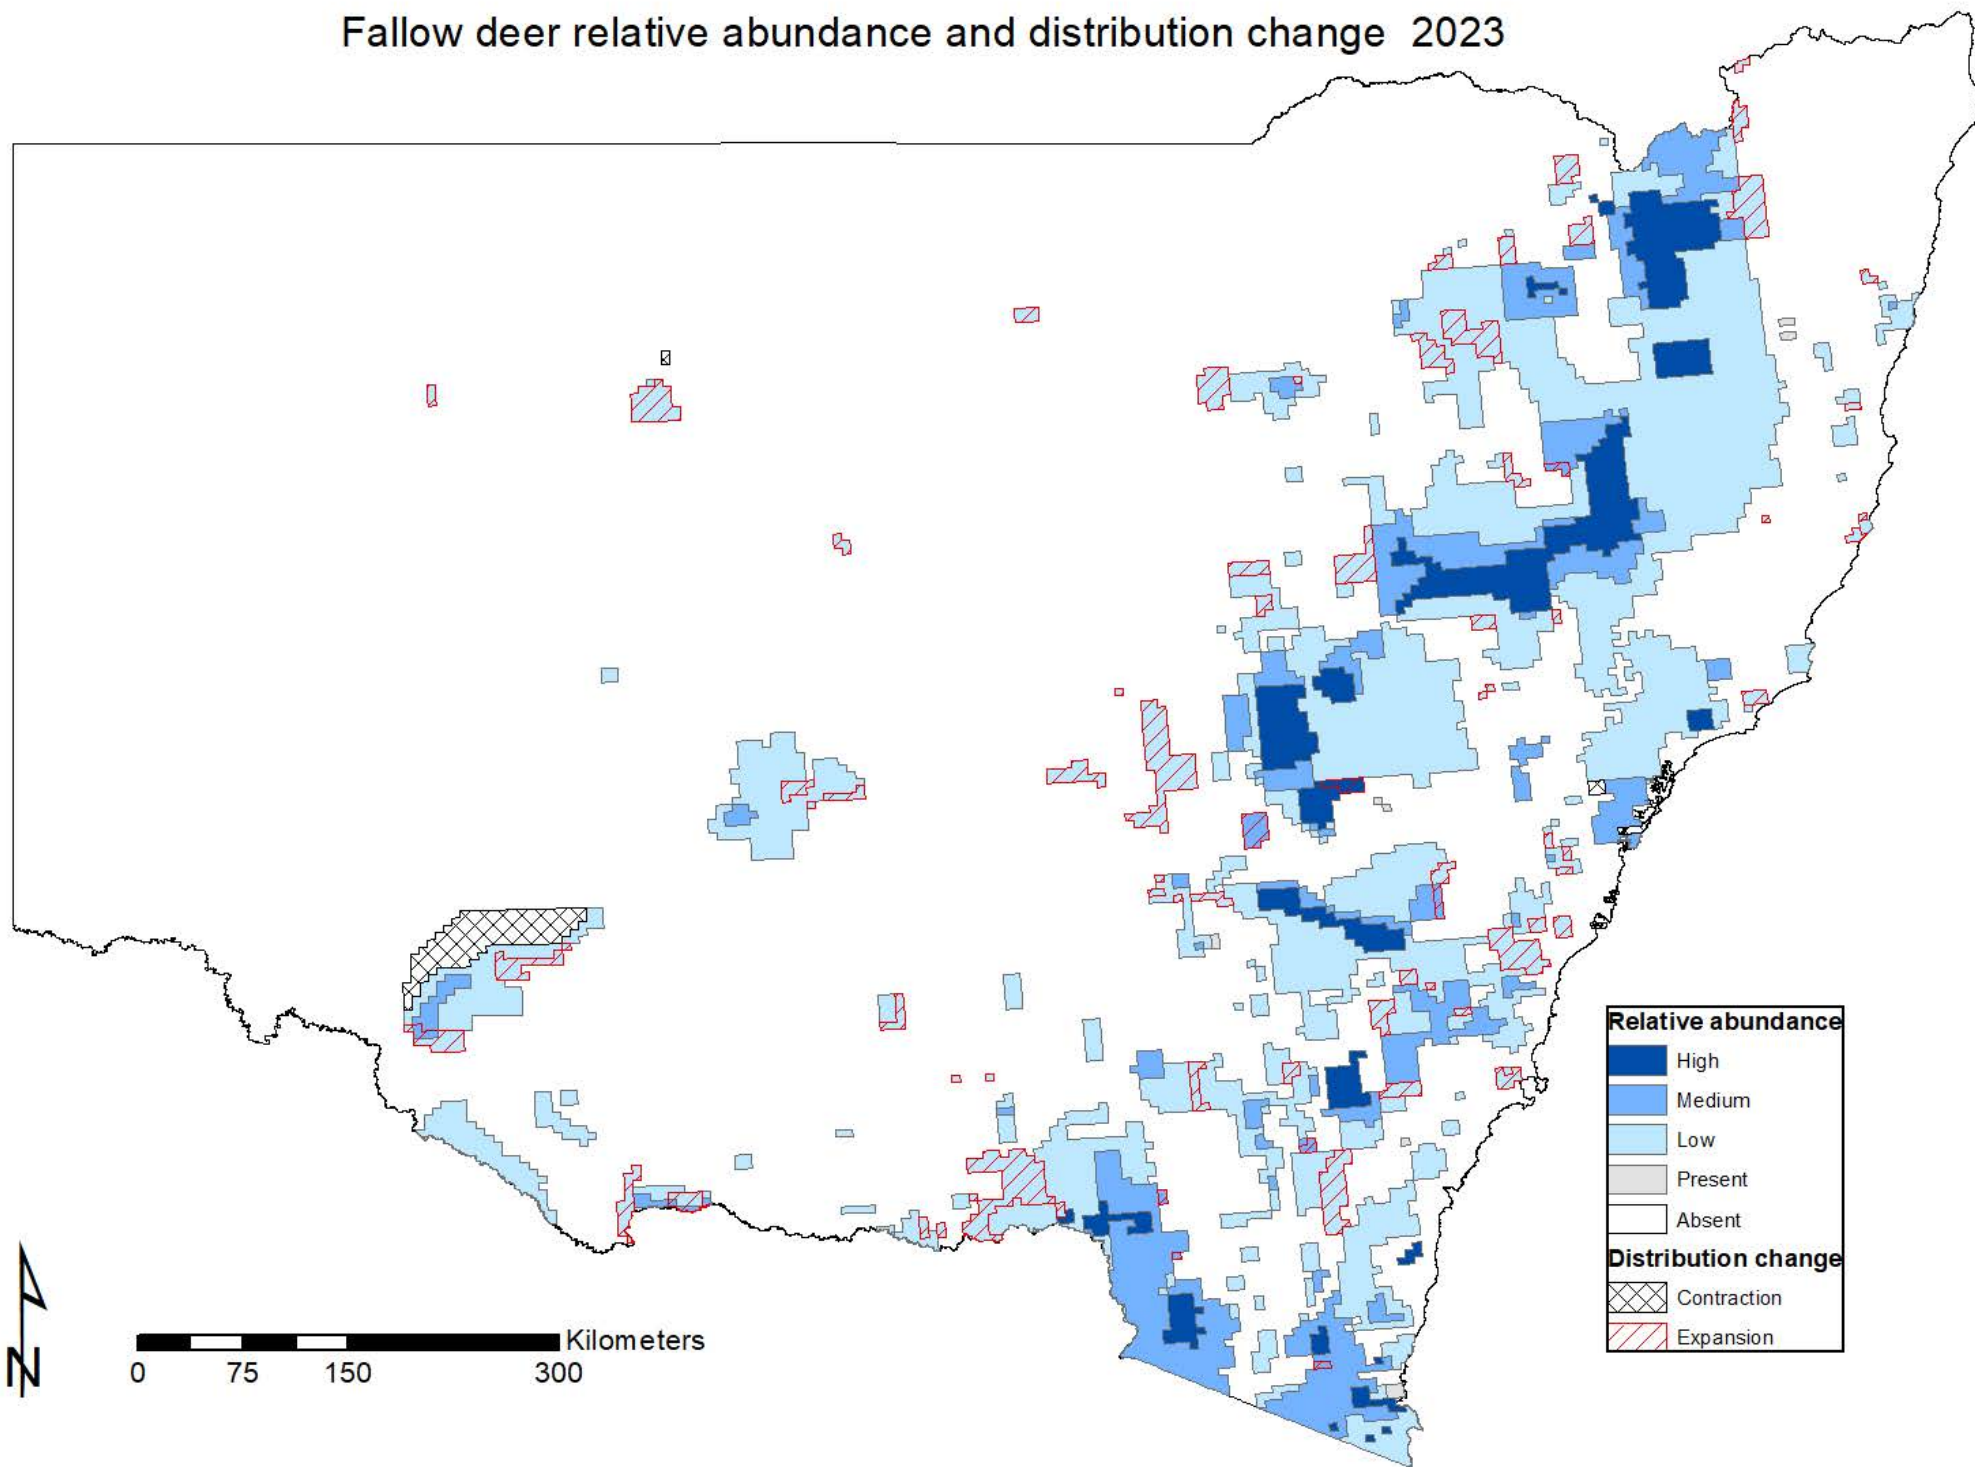 Fallow deer relative abundance and distribution change 2023
Relative abundance
High
Medium
Low
Present
Absent
Distribution change
Contraction
Expansion
Kilometers
0 75 150 300
N